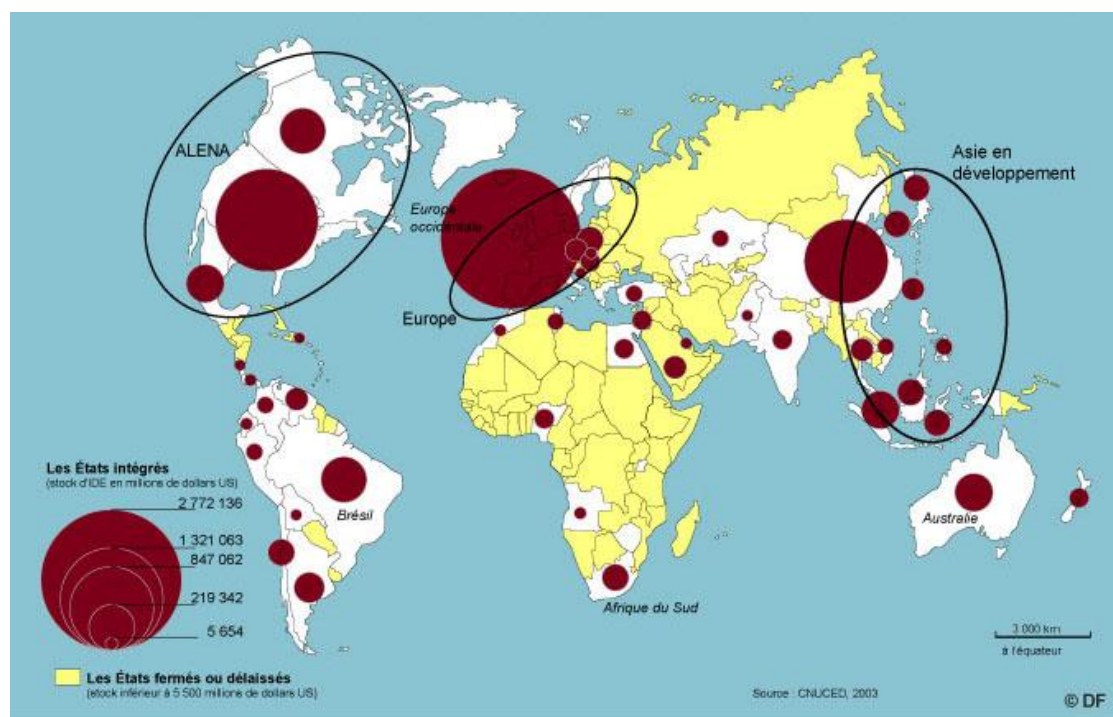 ALENA
Asie en
développement
Europe
occidentale
Europe
Les États intégrés
(stock d'IDE en millions de dollars US)
2 772 136
1 321 063
847 062
219 342
5 654
Brésil
Australie
Afrique du Sud
3 000 km
à l'équateur
Les États fermés ou délaissés
(stock inférieur à 5 500 millions de dollars US)
Source : CNUCED, 2003
© DF